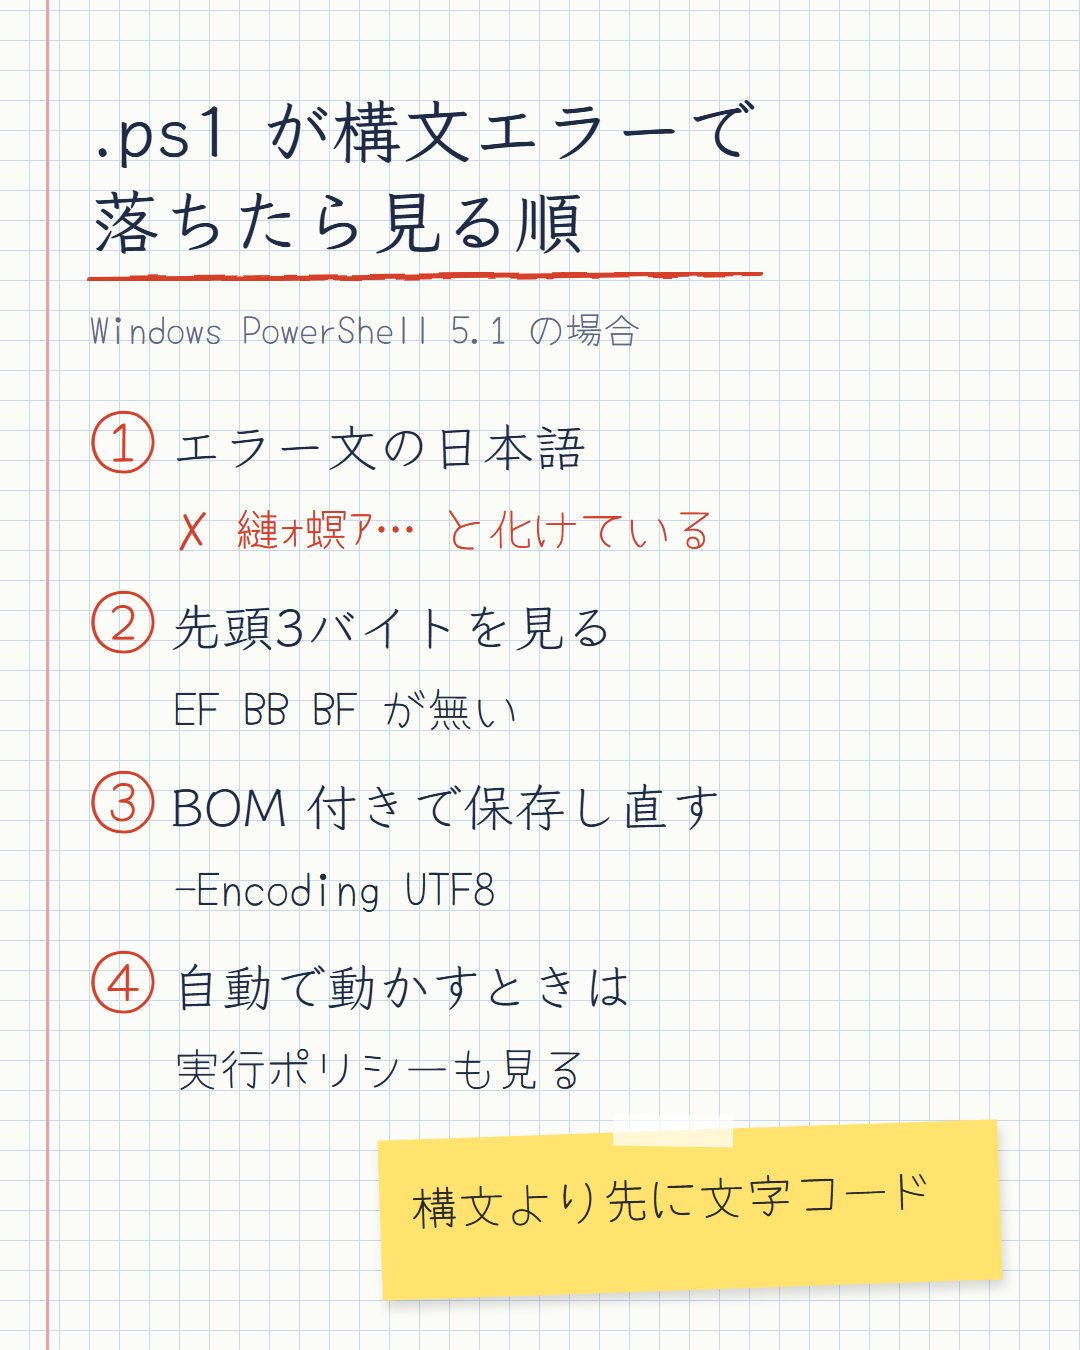 .ps1 が構文エラーで
落ちたら見る順
Windows PowerShell 5.1 の場合
① エラー文の日本語
✗ 縺ォ螟ア… と化けている
② 先頭3バイトを見る
EF BB BF が無い
③ BOM 付きで保存し直す
-Encoding UTF8
④ 自動で動かすときは
実行ポリシーも見る
構文より先に文字コード